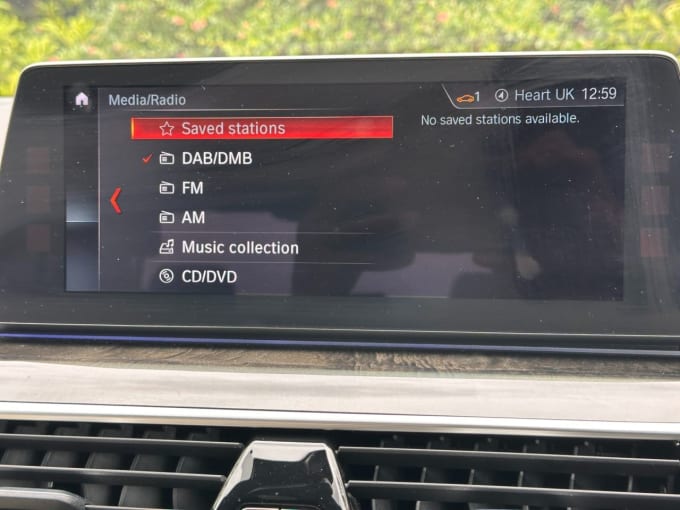 Media/Radio
1 Heart UK 12:59
Saved stations
No saved stations available.
DAB/DMB
FM
AM
Music collection
CD/DVD